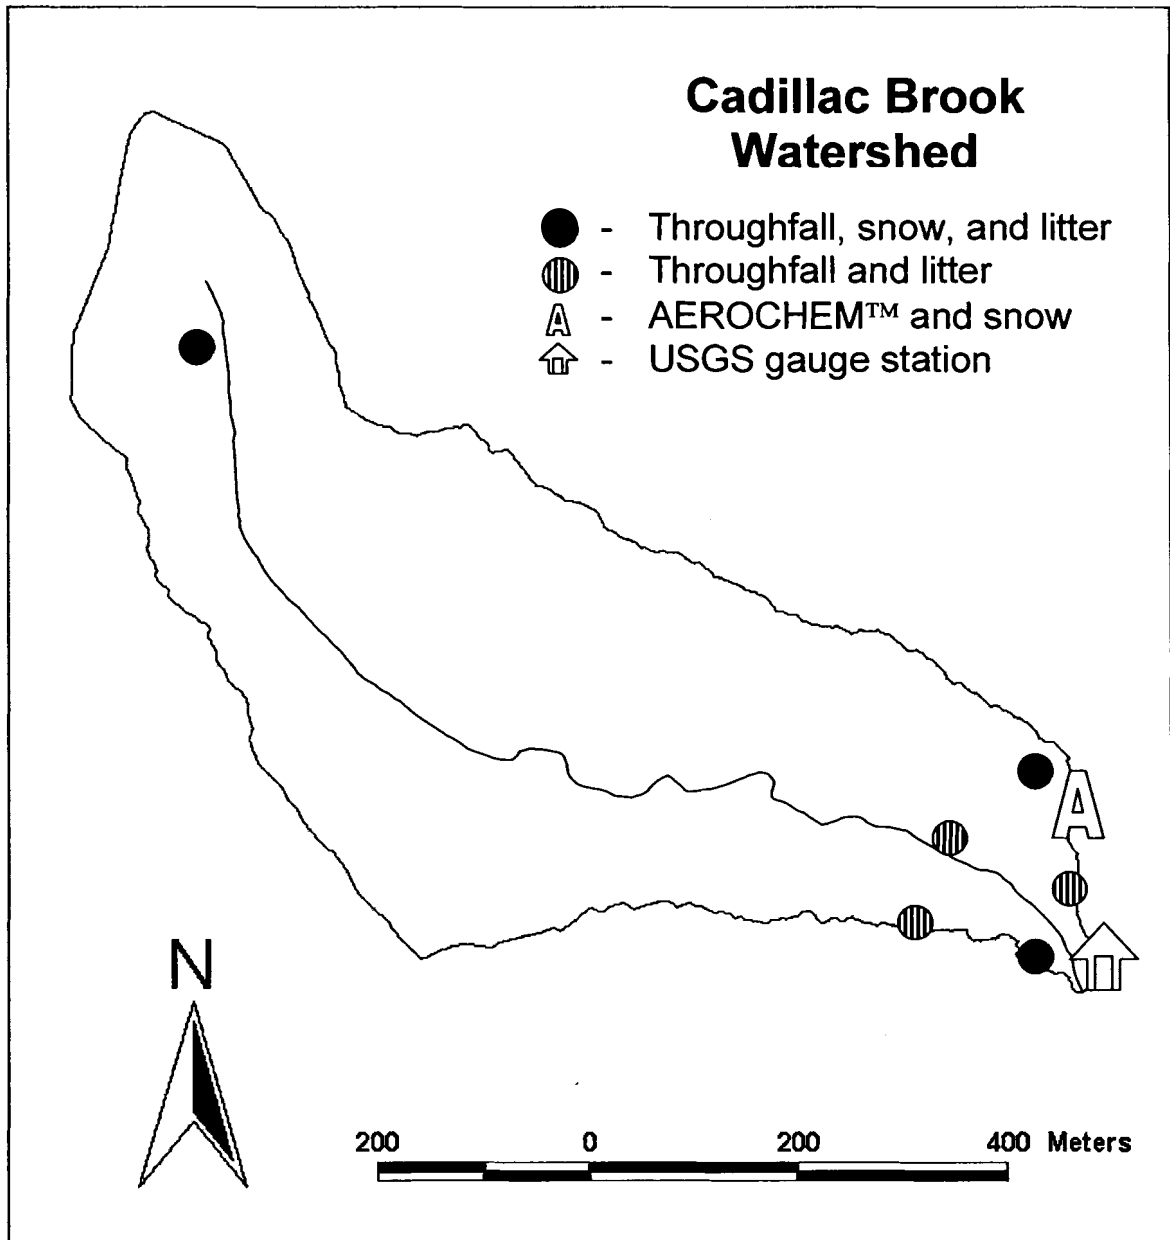 Cadillac Brook
Watershed
- Throughfall, snow, and litter
- Throughfall and litter
A - AEROCHEM™ and snow
- USGS gauge station
A
N
200 0 200 400 Meters